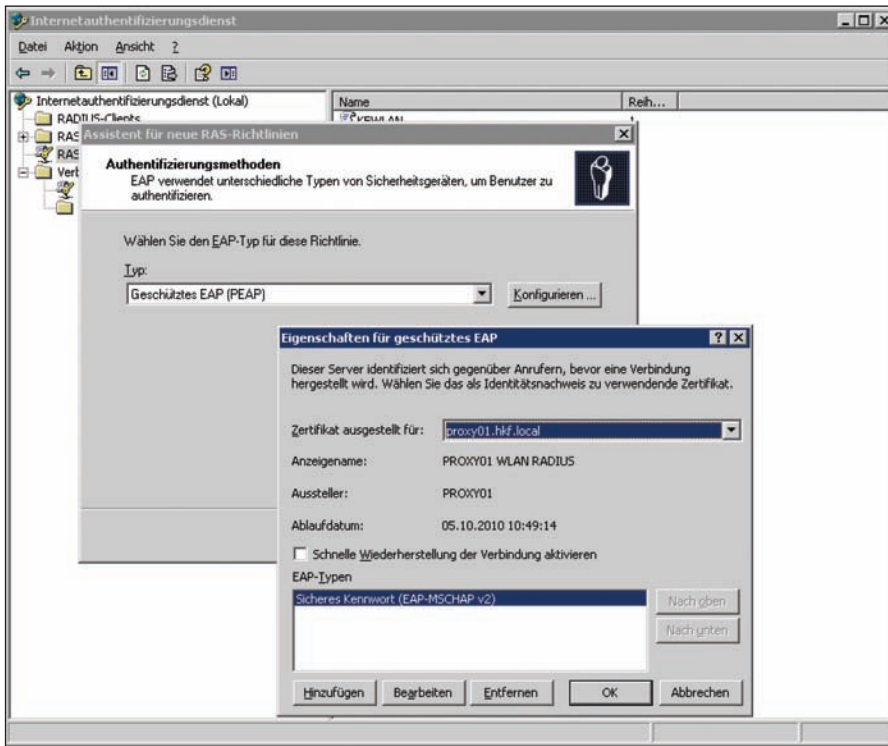 Internetauthentifizierungsdienst
Datei Aktion Ansicht ?
Internetauthentifizierungsdienst (Lokal)
RADIUS-Clients
RAS
RAS
Verb
Name Reih...
KFWLAN 1
Assistent für neue RAS-Richtlinien
Authentifizierungsmethoden
EAP verwendet unterschiedliche Typen von Sicherheitsgeräten, um Benutzer zu
authentifizieren.
Wählen Sie den EAP-Typ für diese Richtlinie.
Typ:
Geschütztes EAP (PEAP) Konfigurieren ...
Eigenschaften für geschütztes EAP
Dieser Server identifiziert sich gegenüber Anrufern, bevor eine Verbindung
hergestellt wird. Wählen Sie das als Identitätsnachweis zu verwendende Zertifikat.
Zertifikat ausgestellt für: proxy01.hkf.local
Anzeigename: PROXY01 WLAN RADIUS
Aussteller: PROXY01
Ablaufdatum: 05.10.2010 10:49:14
Schnelle Wiederherstellung der Verbindung aktivieren
EAP-Typen
Sicheres Kennwort (EAP-MSCHAP v2)
Nach oben
Nach unten
Hinzufügen Bearbeiten Entfernen OK Abbrechen